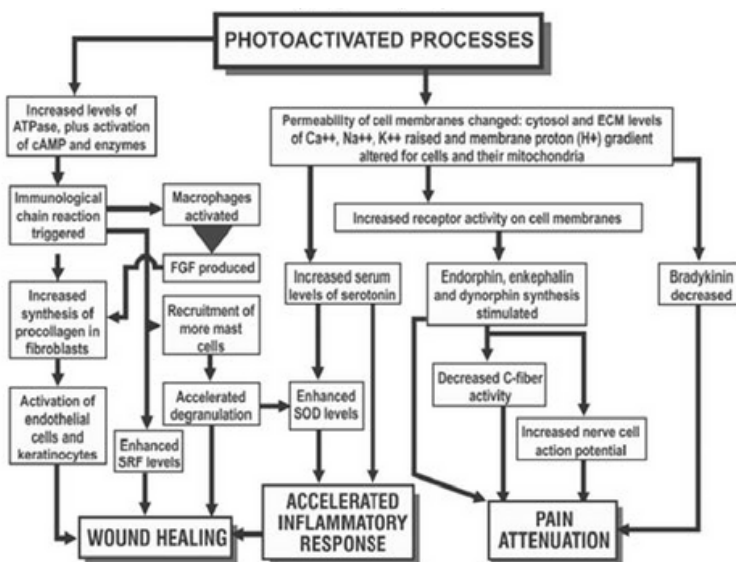 PHOTOACTIVATED PROCESSES
Increased levels of
ATPase, plus activation
of cAMP and enzymes
Permeability of cell membranes changed: cytosol and ECM levels
of Ca++, Na++, K++ raised and membrane proton (H+) gradient
altered for cells and their mitochondria
Immunological
chain reaction
triggered
Macrophages
activated
Increased receptor activity on cell membranes
FGF produced
Increased
synthesis of
procollagen in
fibroblasts
Recruitment of
more mast
cells
Increased serum
levels of serotonin
Endorphin, enkephalin
and dynorphin synthesis
stimulated
Bradykinin
decreased
Activation of
endothelial
cells and
keratinocytes
Accelerated
degranulation
Enhanced
SOD levels
Decreased C-fiber
activity
Enhanced
SRF levels
Increased nerve cell
action potential
WOUND HEALING
ACCELERATED
INFLAMMATORY
RESPONSE
PAIN
ATTENUATION